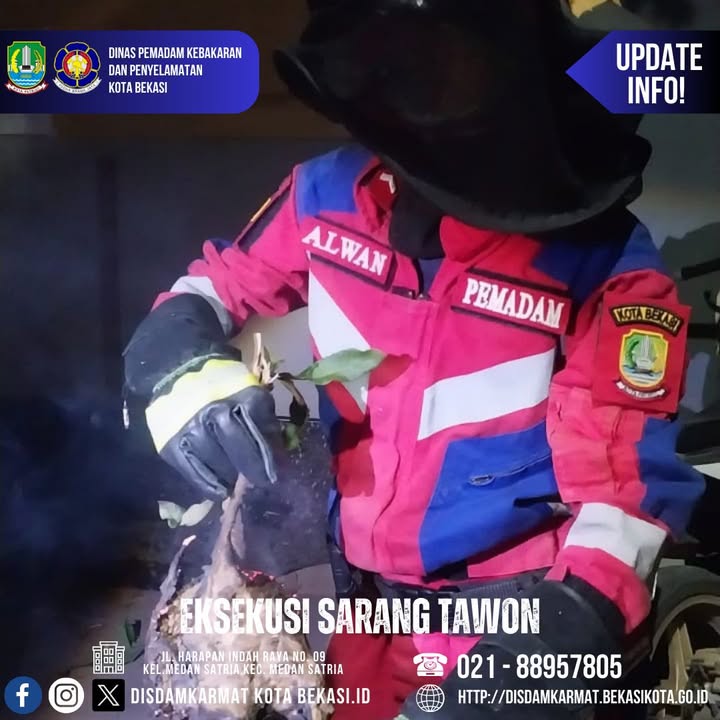 DINAS PEMADAM KEBAKARAN
DAN PENYELAMATAN
KOTA BEKASI
UPDATE
INFO!
ALWAN
PEMADAM
KOTA BEKASI
EKSEKUSI SARANG TAWON
JL. HARAPAN INDAH RAYA NO. 09
KEL.MEDAN SATRIA KEC. MEDAN SATRIA
021 - 88957805
DISDAMKARMAT KOTA BEKASI.ID
HTTP://DISDAMKARMAT.BEKASIKOTA.GO.ID